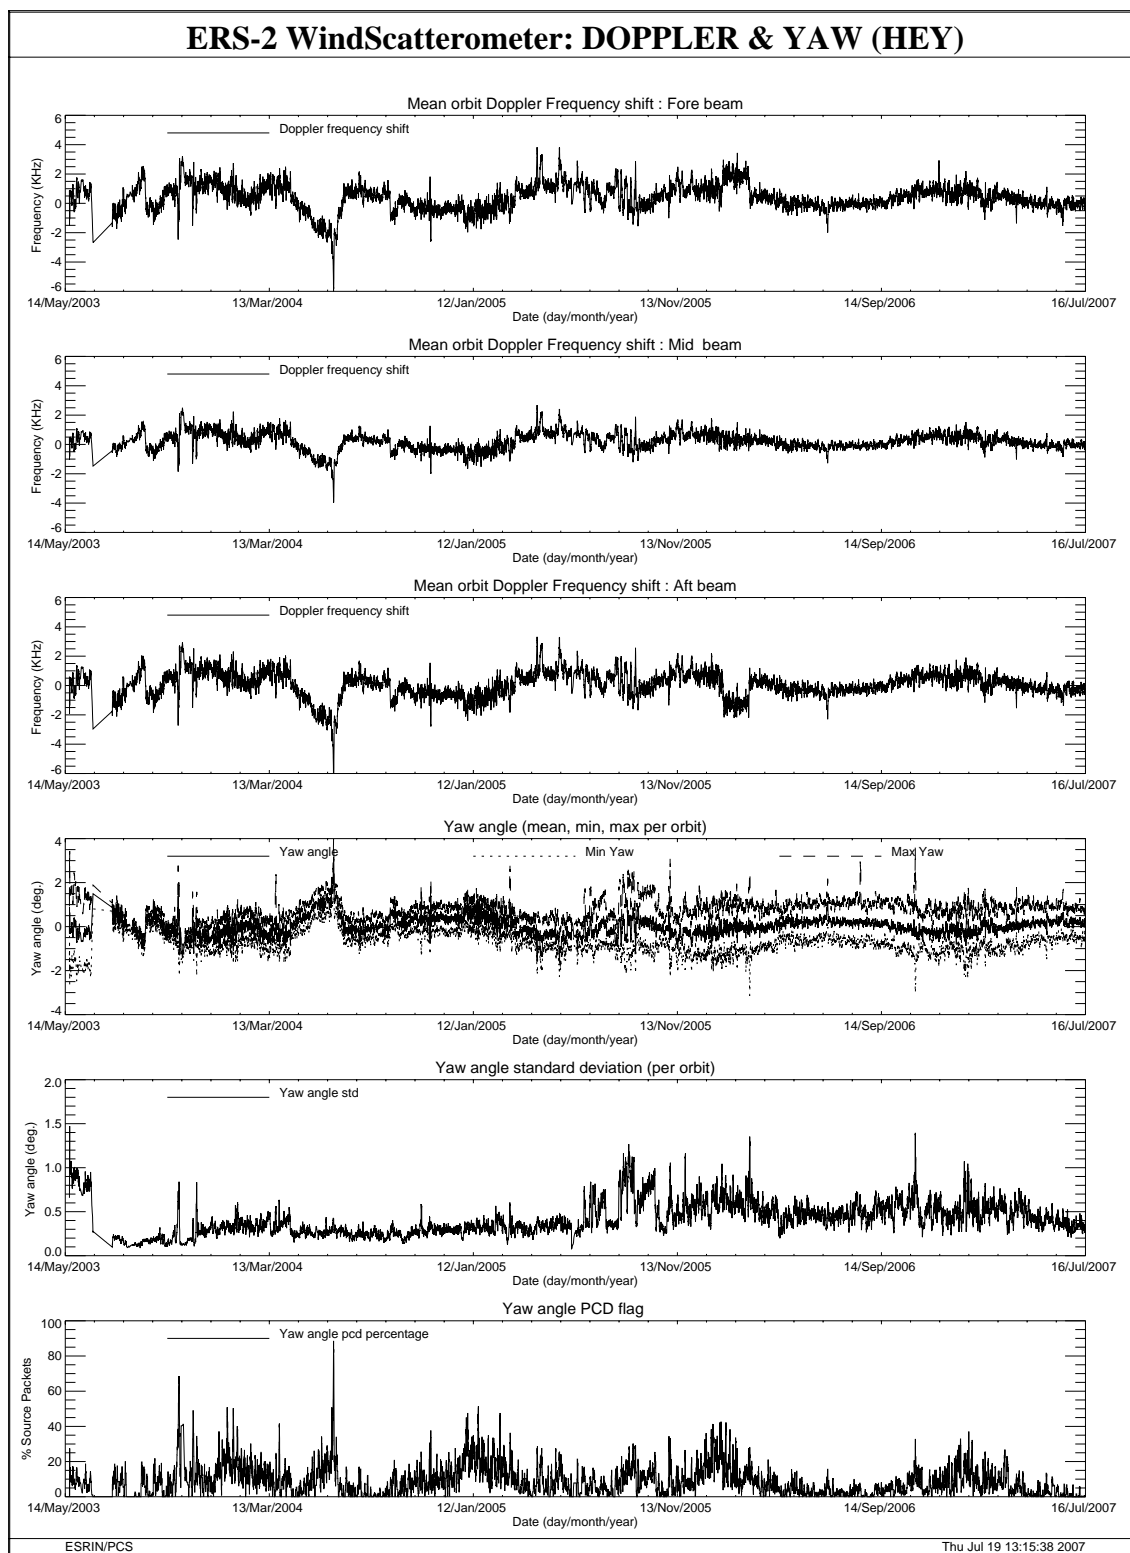 ERS-2 WindScatterometer: DOPPLER & YAW (HEY)
Mean orbit Doppler Frequency shift : Fore beam
Doppler frequency shift
Frequency (KHz)
6
4
2
0
-2
-4
-6
14/May/2003 13/Mar/2004 12/Jan/2005 13/Nov/2005 14/Sep/2006 16/Jul/2007
Date (day/month/year)
Mean orbit Doppler Frequency shift : Mid beam
Doppler frequency shift
Frequency (KHz)
6
4
2
0
-2
-4
-6
14/May/2003 13/Mar/2004 12/Jan/2005 13/Nov/2005 14/Sep/2006 16/Jul/2007
Date (day/month/year)
Mean orbit Doppler Frequency shift : Aft beam
Doppler frequency shift
Frequency (KHz)
6
4
2
0
-2
-4
-6
14/May/2003 13/Mar/2004 12/Jan/2005 13/Nov/2005 14/Sep/2006 16/Jul/2007
Date (day/month/year)
Yaw angle (mean, min, max per orbit)
Yaw angle Min Yaw Max Yaw
Yaw angle (deg.)
4
2
0
-2
-4
14/May/2003 13/Mar/2004 12/Jan/2005 13/Nov/2005 14/Sep/2006 16/Jul/2007
Date (day/month/year)
Yaw angle standard deviation (per orbit)
Yaw angle std
Yaw angle (deg.)
2.0
1.5
1.0
0.5
0.0
14/May/2003 13/Mar/2004 12/Jan/2005 13/Nov/2005 14/Sep/2006 16/Jul/2007
Date (day/month/year)
Yaw angle PCD flag
Yaw angle pcd percentage
% Source Packets
100
80
60
40
20
0
14/May/2003 13/Mar/2004 12/Jan/2005 13/Nov/2005 14/Sep/2006 16/Jul/2007
Date (day/month/year)
ESRIN/PCS Thu Jul 19 13:15:38 2007